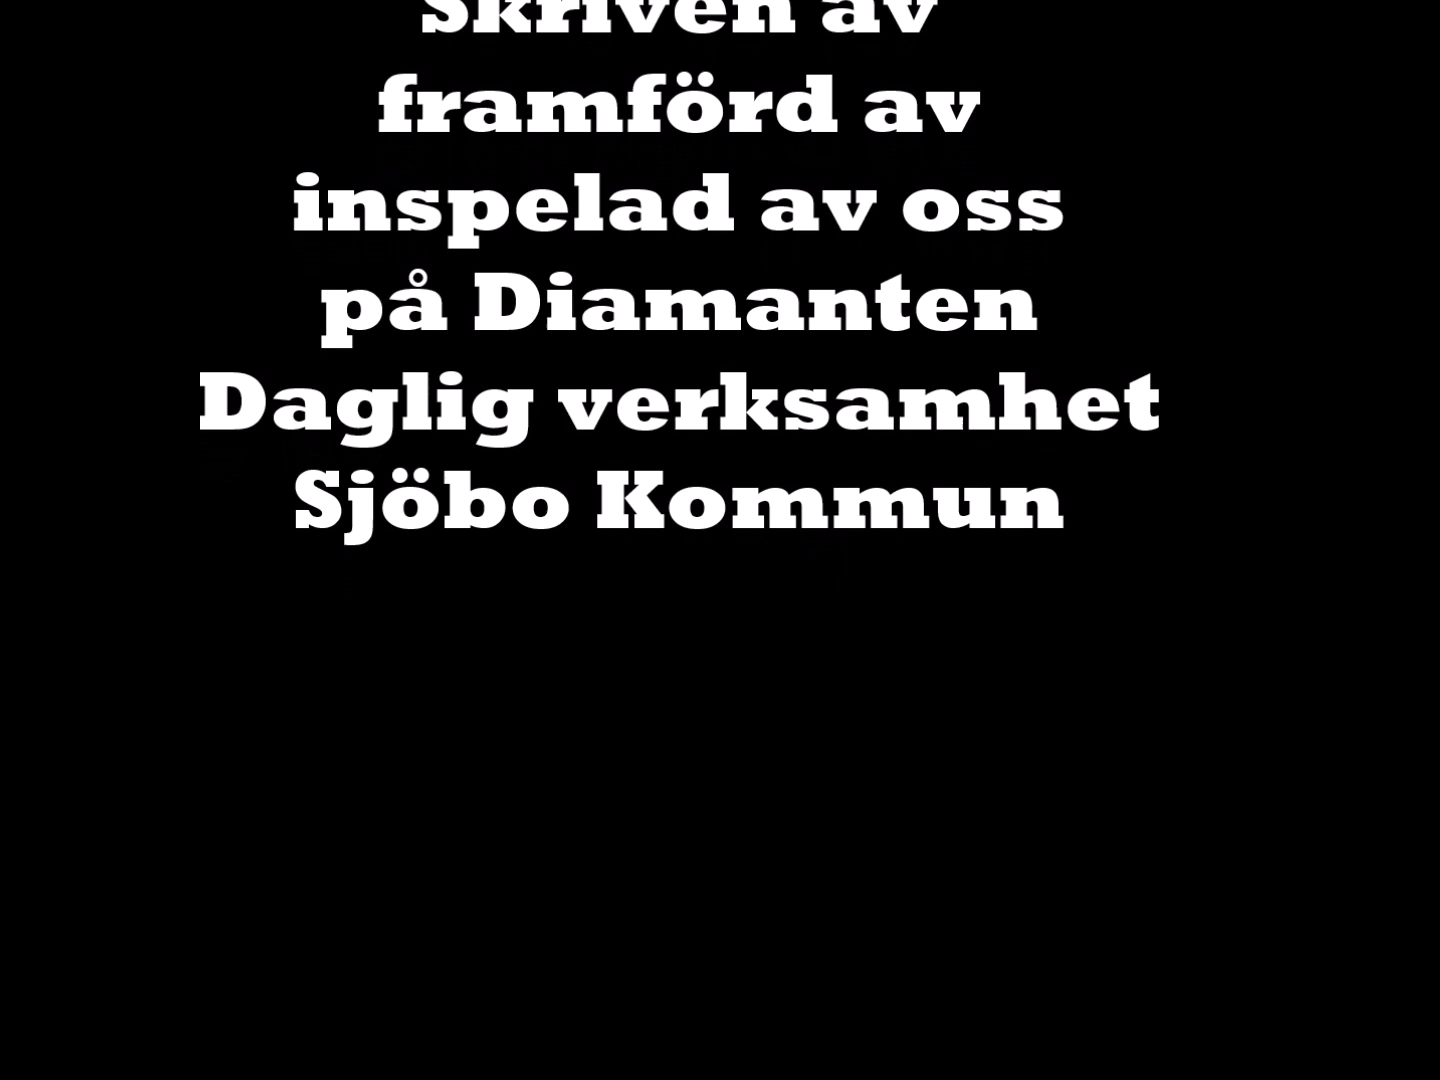 Skriven av
framförd av
inspelad av oss
på Diamanten
Daglig verksamhet
Sjöbo Kommun